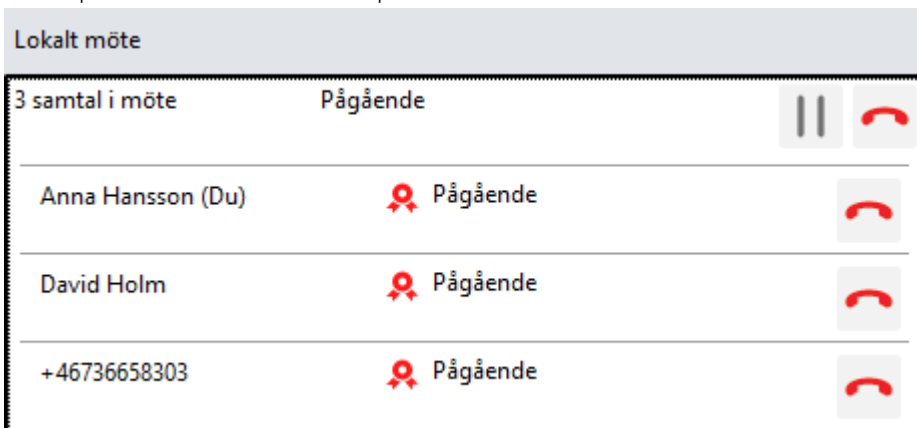 Lokalt möte
3 samtal i möte Pågående
Anna Hansson (Du) Pågående
David Holm Pågående
+46736658303 Pågående